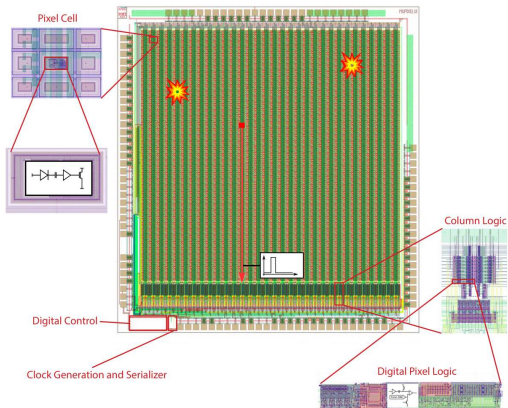 Pixel Cell
Column Logic
Digital Control
Clock Generation and Serializer
Digital Pixel Logic